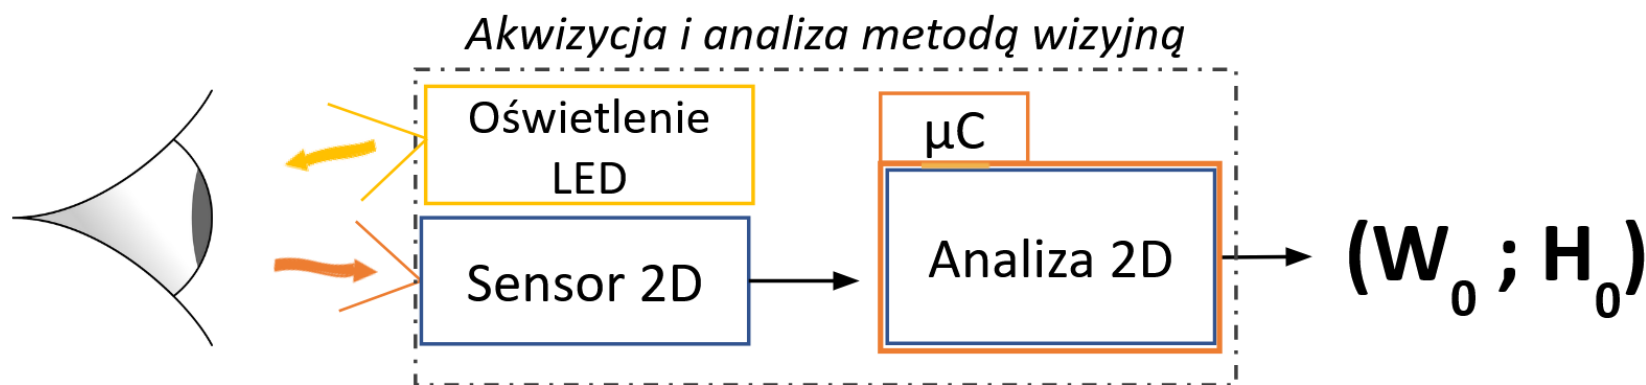 Akwizycja i analiza metodą wizyjną
Oświetlenie
LED
Sensor 2D
μC
Analiza 2D
(W₀ ; H₀)